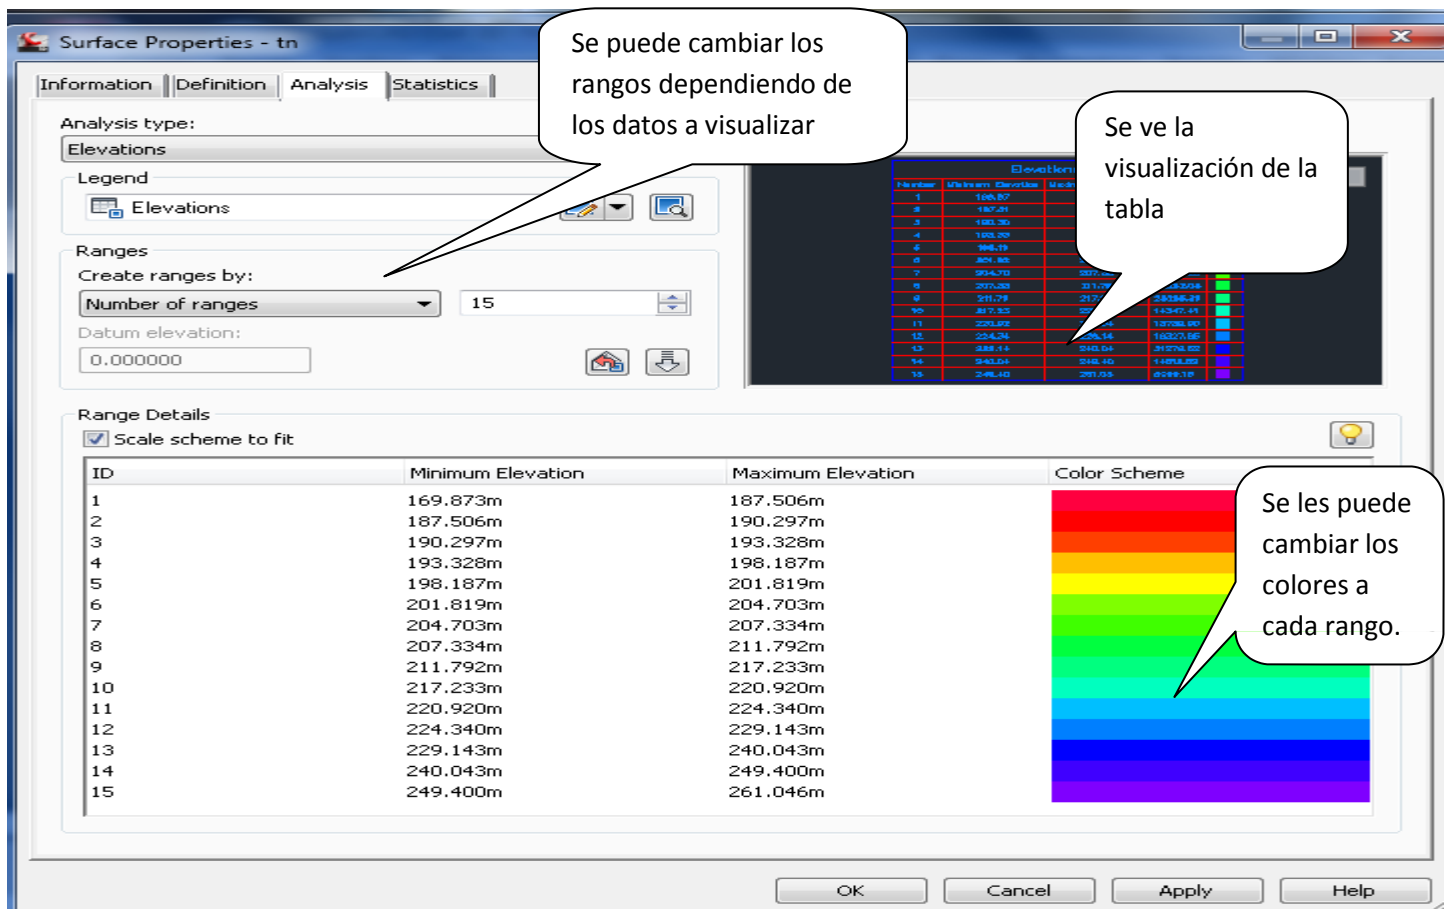 Surface Properties - tn
Se puede cambiar los
rangos dependiendo de
los datos a visualizar
Information Definition Analysis Statistics
Analysis type:
Elevations
Se ve la
visualización de la
tabla
Legend
Elevations
Ranges
Create ranges by:
Number of ranges 15
Datum elevation:
0.000000
Range Details
Scale scheme to fit
ID Minimum Elevation Maximum Elevation Color Scheme
1 169.873m 187.506m
2 187.506m 190.297m
3 190.297m 193.328m
4 193.328m 198.187m
5 198.187m 201.819m
6 201.819m 204.703m
7 204.703m 207.334m
8 207.334m 211.792m
9 211.792m 217.233m
10 217.233m 220.920m
11 220.920m 224.340m
12 224.340m 229.143m
13 229.143m 240.043m
14 240.043m 249.400m
15 249.400m 261.046m
Se les puede
cambiar los
colores a
cada rango.
OK Cancel Apply Help